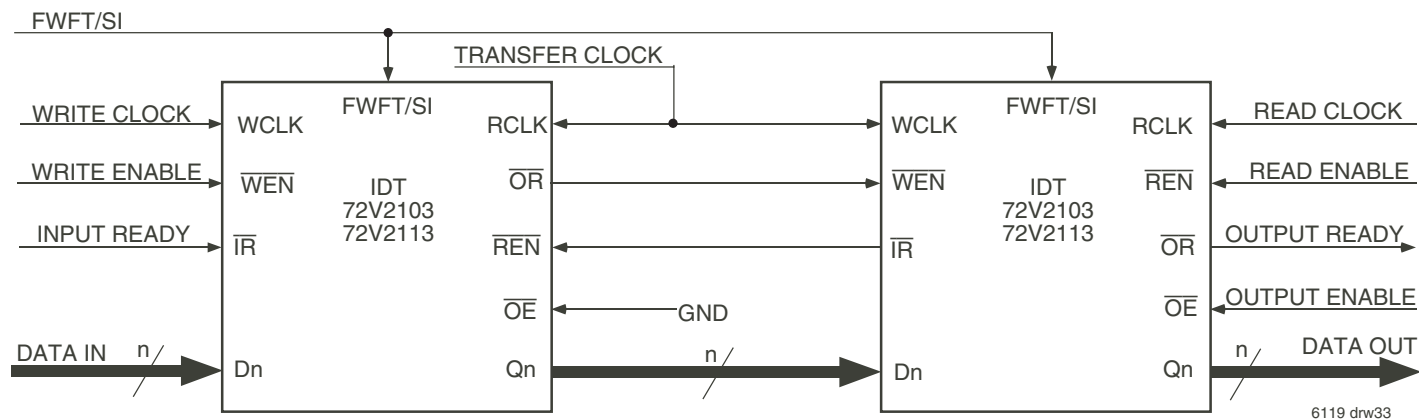 FWFT/SI
TRANSFER CLOCK
FWFT/SI
FWFT/SI
WRITE CLOCK
WCLK
RCLK
WCLK
RCLK
READ CLOCK
WRITE ENABLE
WEN
OR
WEN
REN
READ ENABLE
IDT
72V2103
72V2113
IDT
72V2103
72V2113
INPUT READY
IR
REN
IR
OR
OUTPUT READY
OE
GND
OE
OUTPUT ENABLE
DATA IN
n
Dn
Qn
n
Dn
Qn
n
DATA OUT
6119 drw33